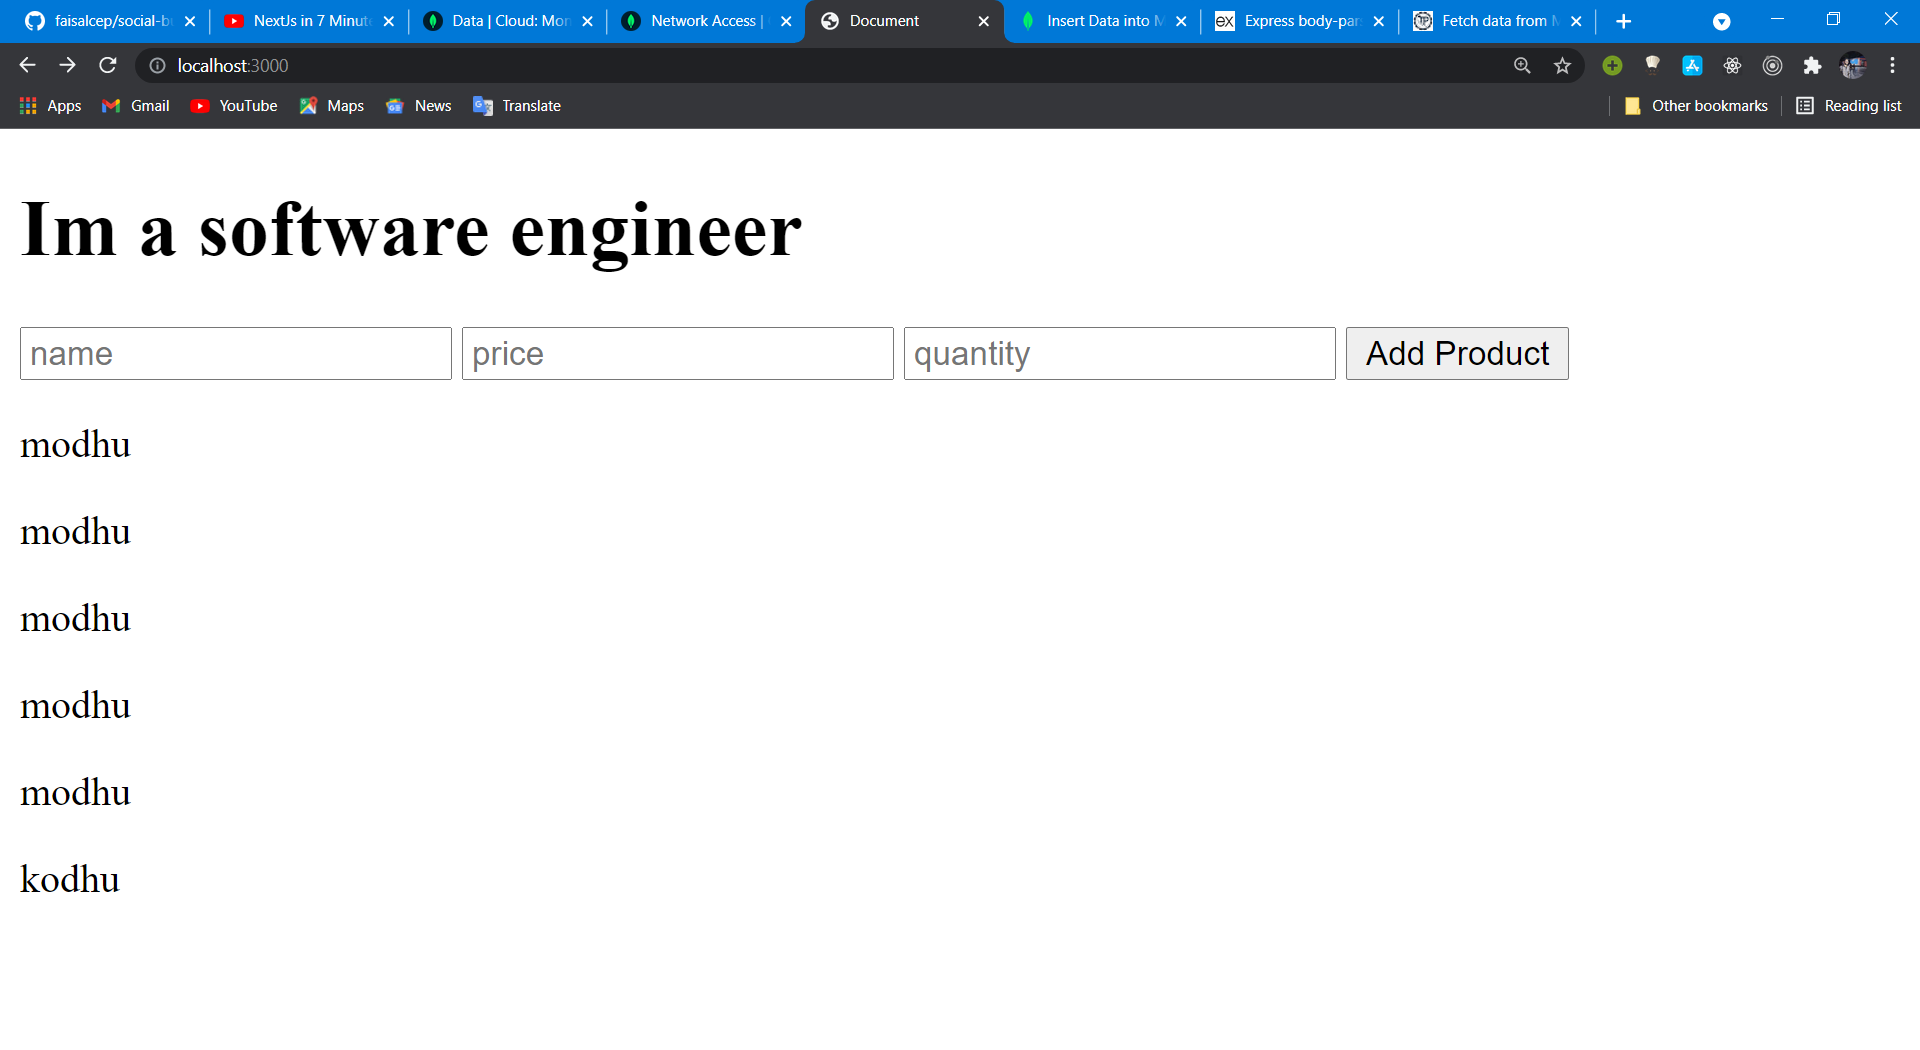 faisalcep/social-b
NextJs in 7 Minut
Data | Cloud: Mon
Network Access |
Document
Insert Data into M
Express body-par
Fetch data from M
localhost:3000
Apps
Gmail
YouTube
Maps
News
Translate
Other bookmarks
Reading list
Im a software engineer
name
price
quantity
Add Product
modhu
modhu
modhu
modhu
modhu
kodhu